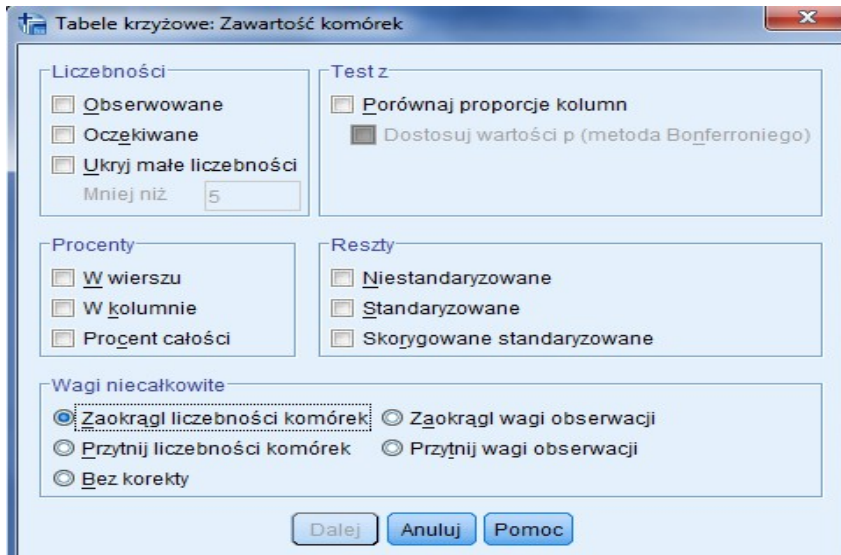 Tabele krzyżowe: Zawartość komórek
Liczebności
Obserwowane
Oczekiwane
Ukryj małe liczebności
Mniej niż 5
Test z
Porównaj proporcje kolumn
Dostosuj wartości p (metoda Bonferroniego)
Procenty
W wierszu
W kolumnie
Procent całości
Reszty
Niestandaryzowane
Standaryzowane
Skorygowane standaryzowane
Wagi niecałkowite
Zaokrągl liczebności komórek Zaokrągl wagi obserwacji
Przytnij liczebności komórek Przytnij wagi obserwacji
Bez korekty
Dalej Anuluj Pomoc